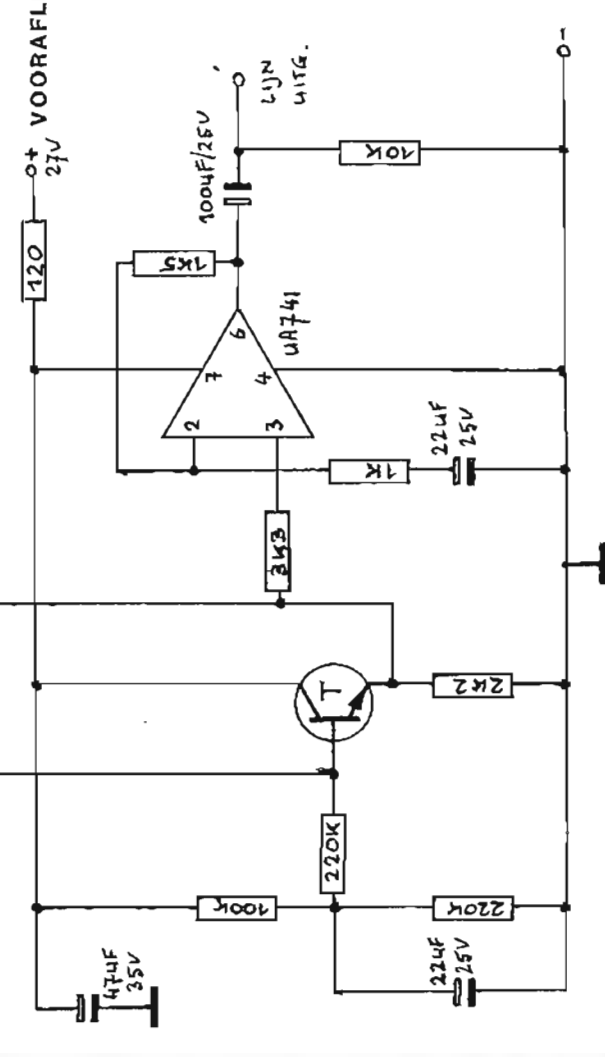 VOORAFL
o+
27V
120
LIJN
UITG.
100uF/25V
10K
o-
1K5
6
UA741
7
4
2
3
22uF
25V
1K
3K3
T
2K2
220K
100K
220K
47uF
35V
22uF
25V